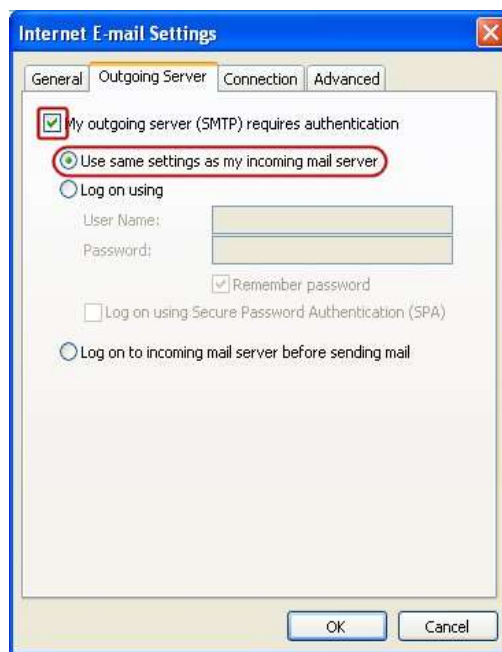 Internet E-mail Settings
General Outgoing Server Connection Advanced
My outgoing server (SMTP) requires authentication
Use same settings as my incoming mail server
Log on using
User Name:
Password:
Remember password
Log on using Secure Password Authentication (SPA)
Log on to incoming mail server before sending mail
OK Cancel